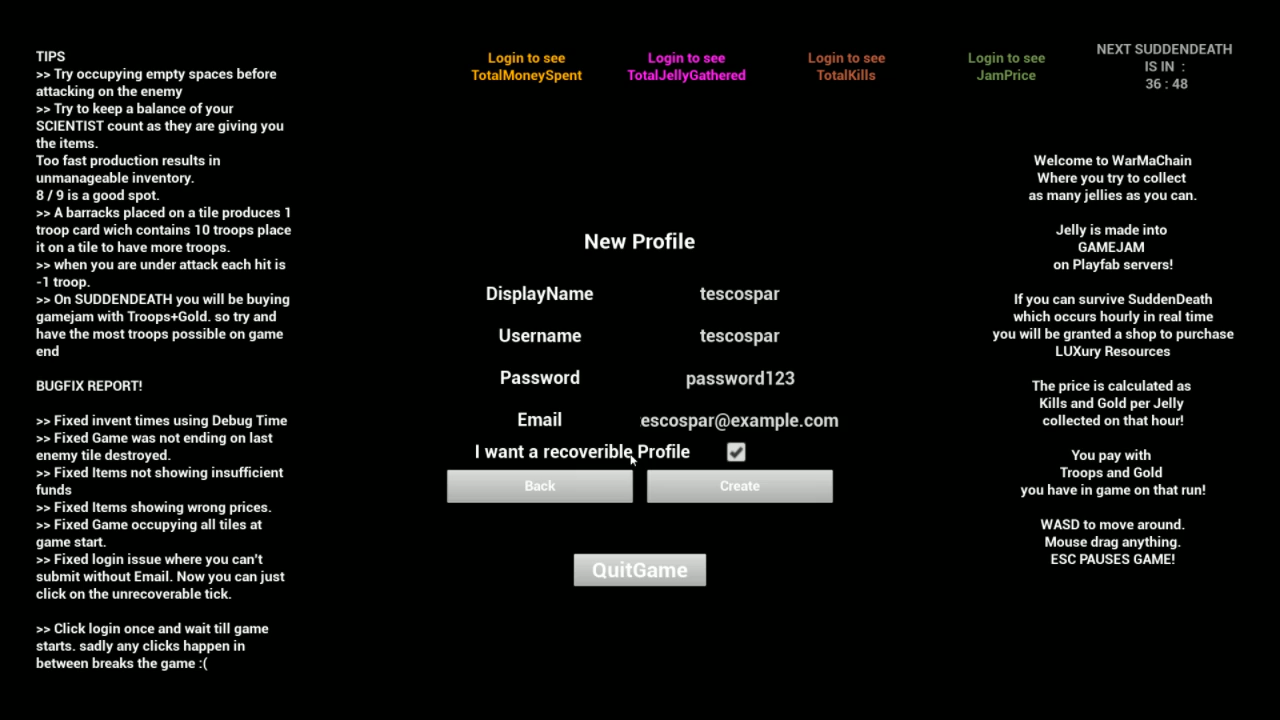 TIPS
>> Try occupying empty spaces before
attacking on the enemy
>> Try to keep a balance of your
SCIENTIST count as they are giving you
the items.
Too fast production results in
unmanageable inventory.
8 / 9 is a good spot.
>> A barracks placed on a tile produces 1
troop card wich contains 10 troops place
it on a tile to have more troops.
>> when you are under attack each hit is
-1 troop.
>> On SUDDENDEATH you will be buying
gamejam with Troops+Gold. so try and
have the most troops possible on game
end
BUGFIX REPORT!
>> Fixed invent times using Debug Time
>> Fixed Game was not ending on last
enemy tile destroyed.
>> Fixed Items not showing insufficient
funds
>> Fixed Items showing wrong prices.
>> Fixed Game occupying all tiles at
game start.
>> Fixed login issue where you can't
submit without Email. Now you can just
click on the unrecoverable tick.
>> Click login once and wait till game
starts. sadly any clicks happen in
between breaks the game :(
Login to see
TotalMoneySpent
Login to see
TotalJellyGathered
Login to see
TotalKills
Login to see
JamPrice
NEXT SUDDENDEATH
IS IN :
36 : 48
New Profile
DisplayName tescospar
Username tescospar
Password password123
Email escospar@example.com
I want a recoverible Profile
Back Create
QuitGame
Welcome to WarMaChain
Where you try to collect
as many jellies as you can.
Jelly is made into
GAMEJAM
on Playfab servers!
If you can survive SuddenDeath
which occurs hourly in real time
you will be granted a shop to purchase
LUXury Resources
The price is calculated as
Kills and Gold per Jelly
collected on that hour!
You pay with
Troops and Gold
you have in game on that run!
WASD to move around.
Mouse drag anything.
ESC PAUSES GAME!